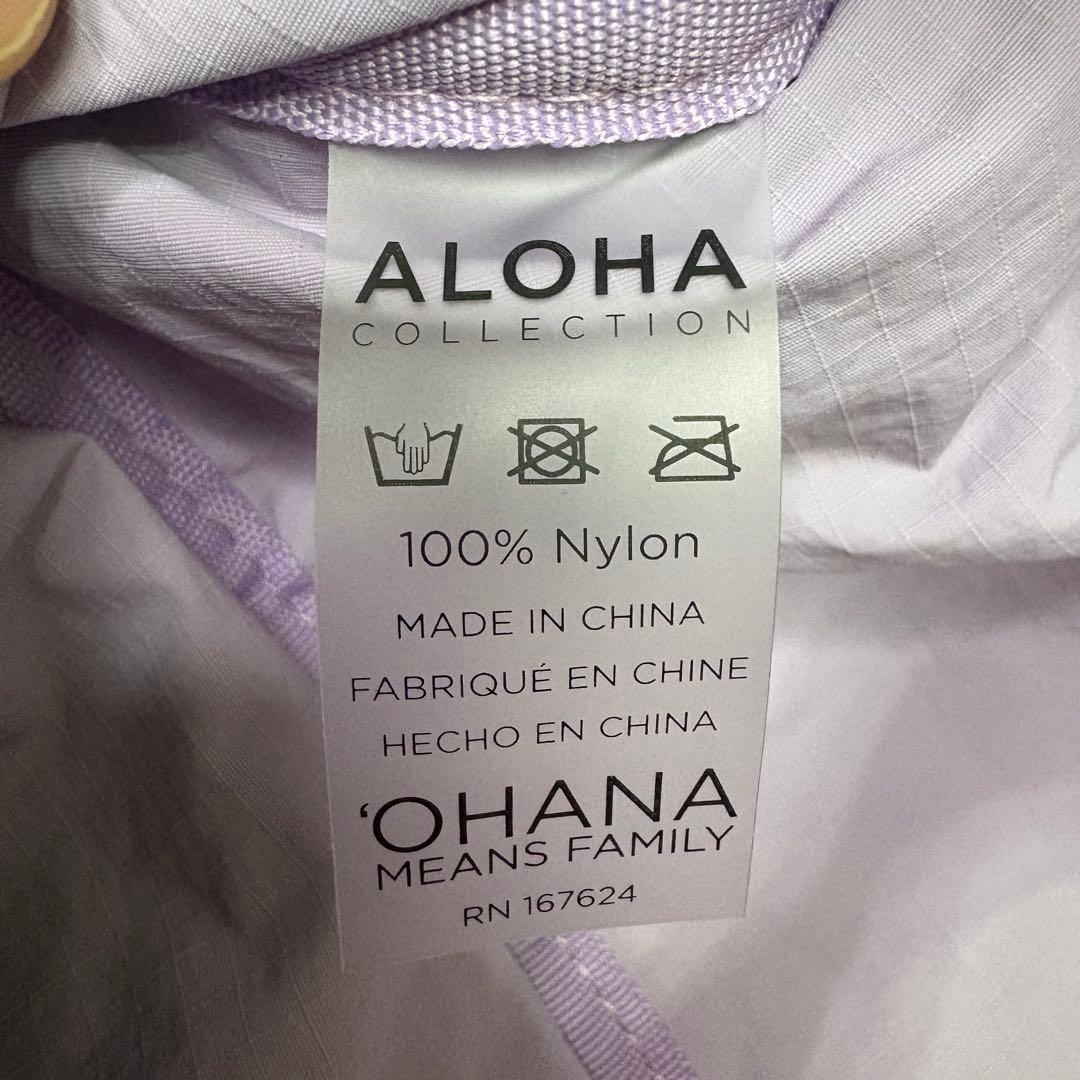 ALOHA
COLLECTION
100% Nylon
MADE IN CHINA
FABRIQUÉ EN CHINE
HECHO EN CHINA
‘OHANA
MEANS FAMILY
RN 167624